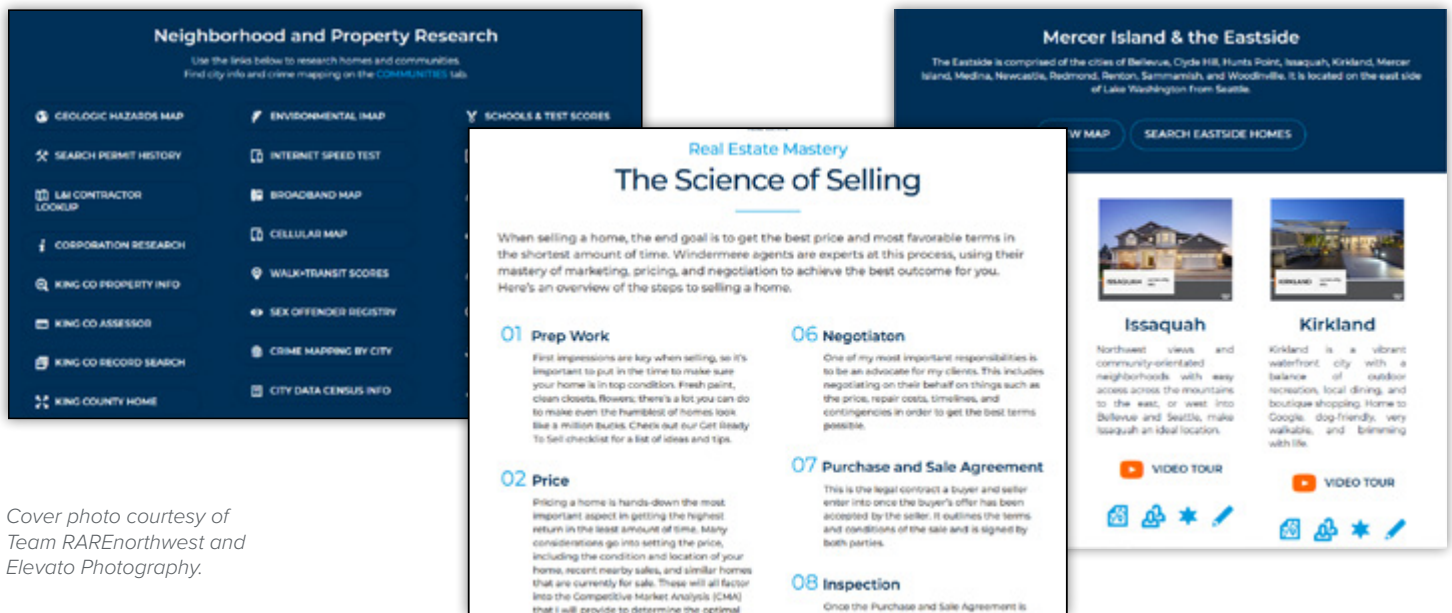 Neighborhood and Property Research
Use the links below to research homes and communities.
Find city info and crime mapping on the COMMUNITIES tab.
GEOLOGIC HAZARDS MAP
SEARCH PERMIT HISTORY
L&I CONTRACTOR
LOOKUP
CORPORATION RESEARCH
KING CO PROPERTY INFO
KING CO ASSESSOR
KING CO RECORD SEARCH
KING COUNTY HOME
ENVIRONMENTAL IMAP
INTERNET SPEED TEST
BROADBAND MAP
CELLULAR MAP
WALK+TRANSIT SCORES
SEX OFFENDER REGISTRY
CRIME MAPPING BY CITY
CITY DATA CENSUS INFO
SCHOOLS & TEST SCORES
Real Estate Mastery
The Science of Selling
When selling a home, the end goal is to get the best price and most favorable terms in
the shortest amount of time. Windermere agents are experts at this process, using their
mastery of marketing, pricing, and negotiation to achieve the best outcome for you.
Here's an overview of the steps to selling a home.
01 Prep Work
First impressions are key when selling, so it's
important to put in the time to make sure
your home is in top condition. Fresh paint,
clean closets, flowers; there's a lot you can do
to make even the humblest of homes look
like a million bucks. Check out our Get Ready
To Sell checklist for a list of ideas and tips.
02 Price
Pricing a home is hands-down the most
important aspect in getting the highest
return in the least amount of time. Many
considerations go into setting the price,
including the condition and location of your
home, recent nearby sales, and similar homes
that are currently for sale. These will all factor
into the Competitive Market Analysis (CMA)
that I will provide to determine the optimal
06 Negotiaton
One of my most important responsibilities is
to be an advocate for my clients. This includes
negotiating on their behalf on things such as
the price, repair costs, timelines, and
contingencies in order to get the best terms
possible.
07 Purchase and Sale Agreement
This is the legal contract a buyer and seller
enter into once the buyer's offer has been
accepted by the seller. It outlines the terms
and conditions of the sale and is signed by
both parties.
08 Inspection
Once the Purchase and Sale Agreement is
Mercer Island & the Eastside
The Eastside is comprised of the cities of Bellevue, Clyde Hill, Hunts Point, Issaquah, Kirkland, Mercer
Island, Medina, Newcastle, Redmond, Renton, Sammamish, and Woodinville. It is located on the east side
of Lake Washington from Seattle.
W MAP
SEARCH EASTSIDE HOMES
ISSAQUAH
KIRKLAND
Issaquah
Northwest views and
community-orientated
neighborhoods with easy
access across the mountains
to the east, or west into
Bellevue and Seattle, make
Issaquah an ideal location.
VIDEO TOUR
Kirkland
Kirkland is a vibrant
waterfront city with a
balance of outdoor
recreation, local dining, and
boutique shopping. Home to
Google, dog-friendly, very
walkable, and brimming
with life.
VIDEO TOUR
Cover photo courtesy of
Team RAREnorthwest and
Elevato Photography.